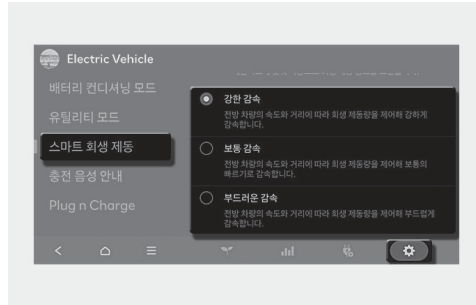 Electric Vehicle
배터리 컨디셔닝 모드
유틸리티 모드
스마트 회생 제동
충전 음성 안내
Plug n Charge
강한 감속
전방 차량의 속도와 거리에 따라 회생 제동량을 제어해 강하게
감속합니다.
보통 감속
전방 차량의 속도와 거리에 따라 회생 제동량을 제어해 보통의
빠르기로 감속합니다.
부드러운 감속
전방 차량의 속도와 거리에 따라 회생 제동량을 제어해 부드럽게
감속합니다.